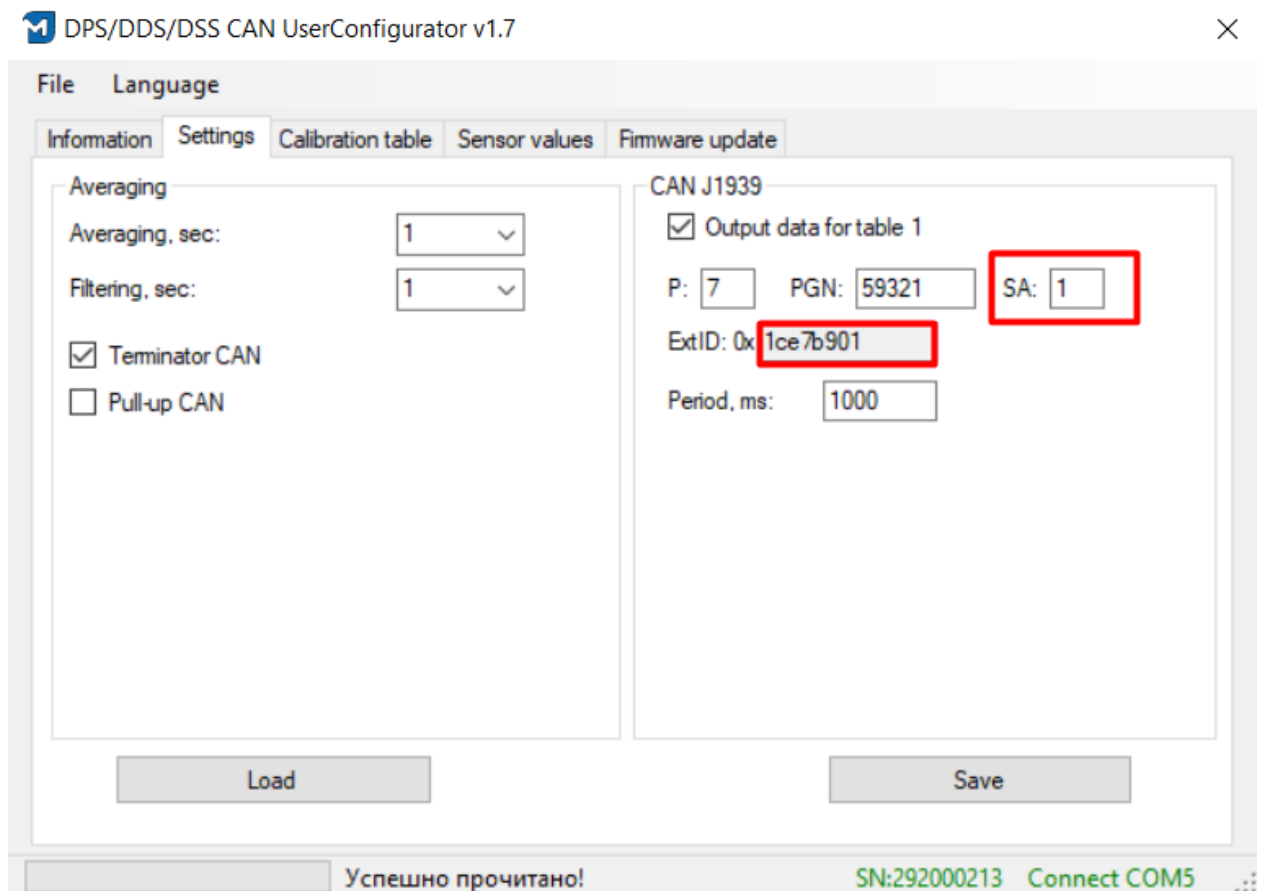 DPS/DDS/DSS CAN UserConfigurator v1.7
File Language
Information Settings Calibration table Sensor values Firmware update
Averaging
Averaging, sec: 1
Filtering, sec: 1
Terminator CAN
Pull-up CAN
CAN J1939
Output data for table 1
P: 7 PGN: 59321 SA: 1
ExtID: 0x 1ce7b901
Period, ms: 1000
Load Save
Успешно прочитано! SN:292000213 Connect COM5